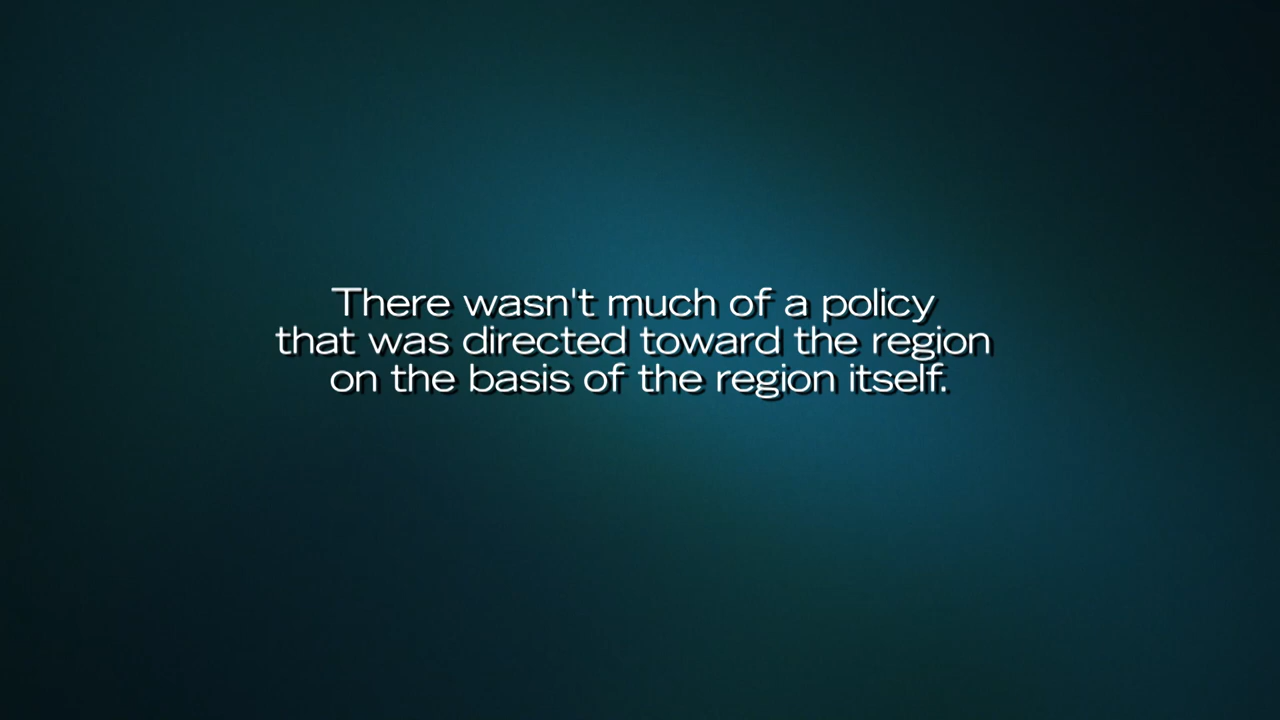 There wasn't much of a policy
that was directed toward the region
on the basis of the region itself.